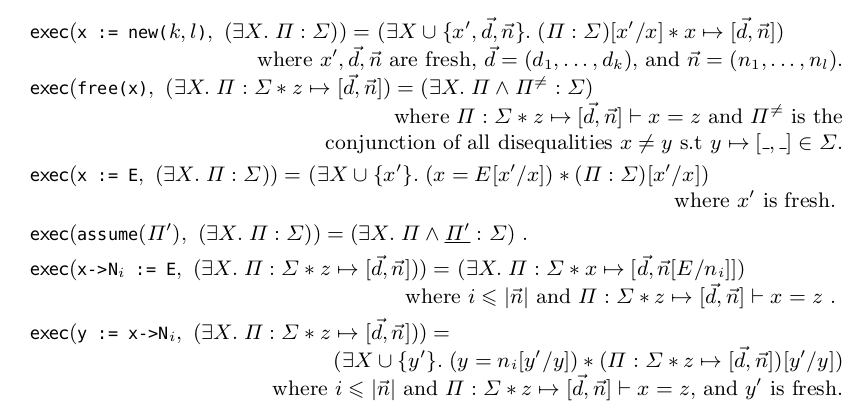 exec(x := new(k, l), (∃X. Π : Σ)) = (∃X ∪ {x′, d⃗, n⃗}. (Π : Σ)[x′/x] ∗ x ↦ [d⃗, n⃗])
where x′, d⃗, n⃗ are fresh, d⃗ = (d₁, . . . , dₖ), and n⃗ = (n₁, . . . , nₗ).
exec(free(x), (∃X. Π : Σ ∗ z ↦ [d⃗, n⃗]) = (∃X. Π ∧ Π^≠ : Σ)
where Π : Σ ∗ z ↦ [d⃗, n⃗] ⊢ x = z and Π^≠ is the
conjunction of all disequalities x ≠ y s.t y ↦ [_, _] ∈ Σ.
exec(x := E, (∃X. Π : Σ)) = (∃X ∪ {x′}. (x = E[x′/x]) ∗ (Π : Σ)[x′/x])
where x′ is fresh.
exec(assume(Π′), (∃X. Π : Σ)) = (∃X. Π ∧ <u>Π′</u> : Σ) .
exec(x->Nᵢ := E, (∃X. Π : Σ ∗ z ↦ [d⃗, n⃗])) = (∃X. Π : Σ ∗ x ↦ [d⃗, n⃗[E/nᵢ]])
where i ⩽ |n⃗| and Π : Σ ∗ z ↦ [d⃗, n⃗] ⊢ x = z .
exec(y := x->Nᵢ, (∃X. Π : Σ ∗ z ↦ [d⃗, n⃗])) =
(∃X ∪ {y′}. (y = nᵢ[y′/y]) ∗ (Π : Σ ∗ z ↦ [d⃗, n⃗])[y′/y])
where i ⩽ |n⃗| and Π : Σ ∗ z ↦ [d⃗, n⃗] ⊢ x = z, and y′ is fresh.